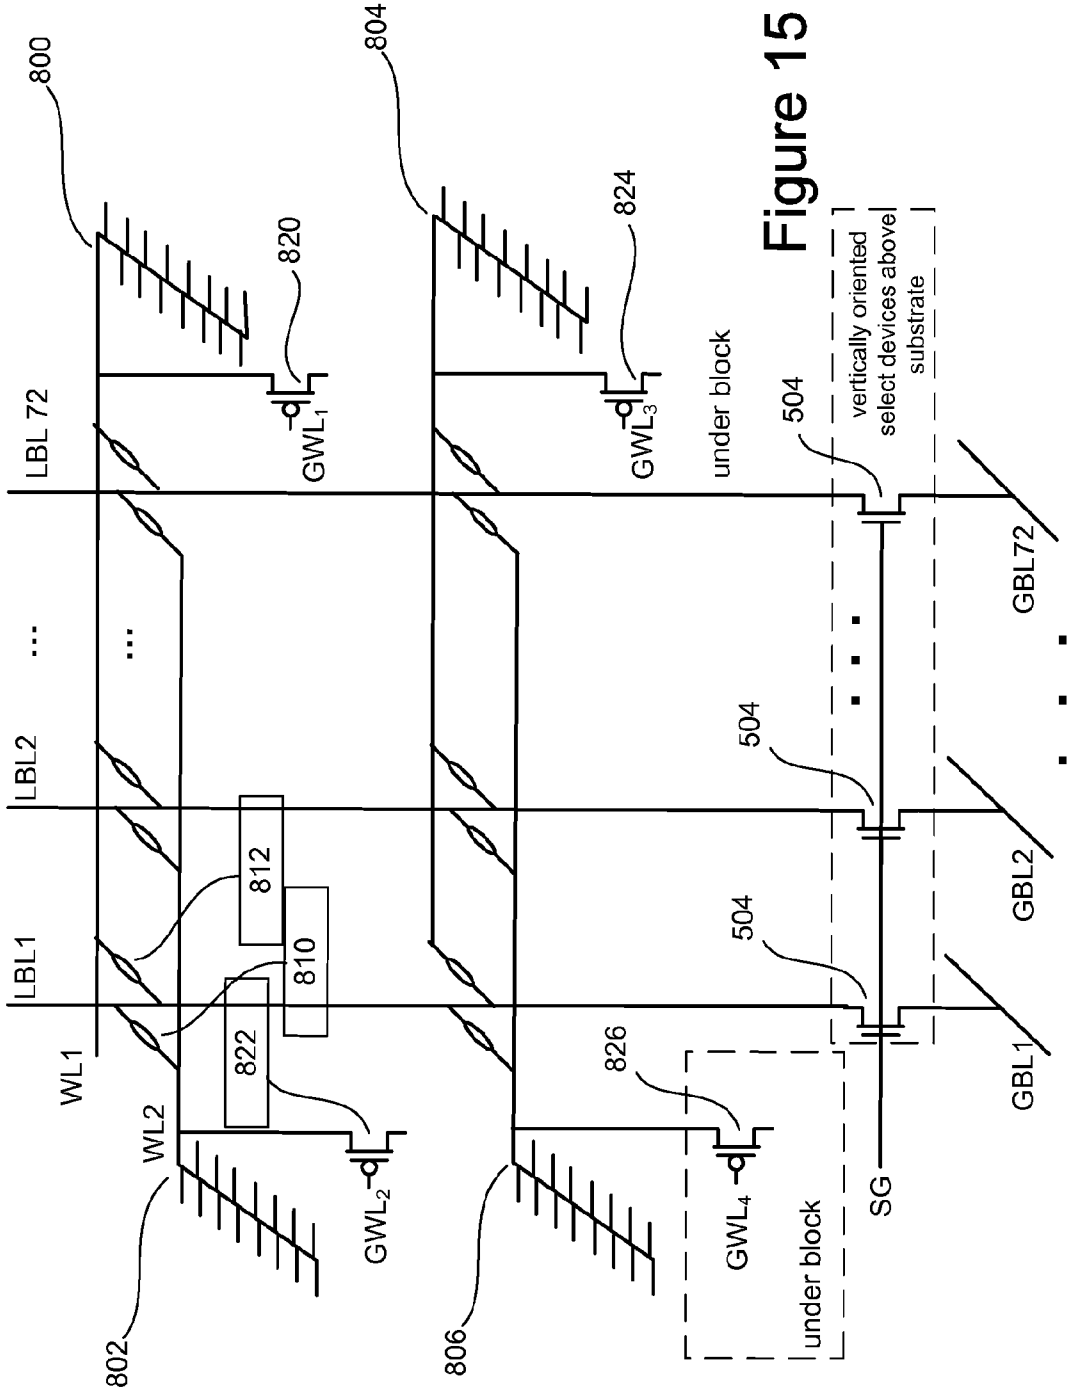 800
804
LBL1
LBL2
...
LBL 72
WL1
...
WL2
812
810
822
820
GWL₁
GWL₂
802
824
GWL₃
806
826
GWL₄
under block
under block
Figure 15
vertically oriented
select devices above
substrate
504
504
504
. . .
SG
GBL1
GBL2
. . .
GBL72